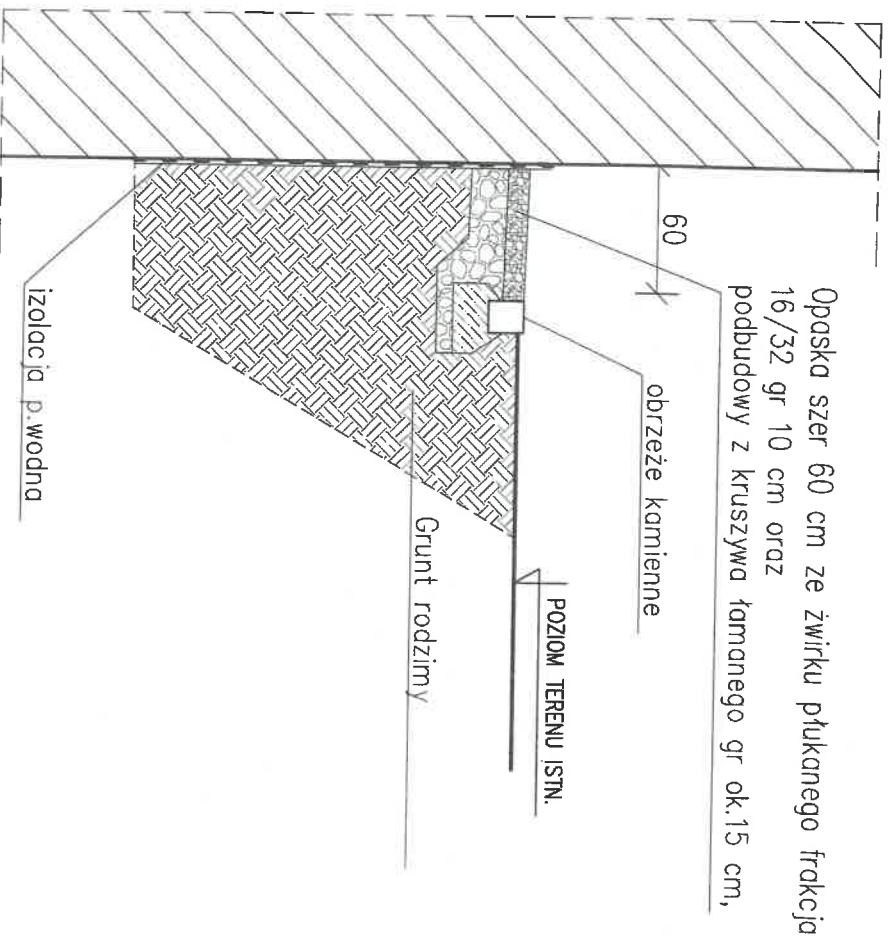 Opaska szer 60 cm ze żwirku płukanego frakcja
16/32 gr 10 cm oraz
podbudowy z kruszywa łamanego gr ok.15 cm,
60
obrzeże kamienne
POZIOM TERENU ISTN.
Grunt rodzimy
izolacja p.wodna